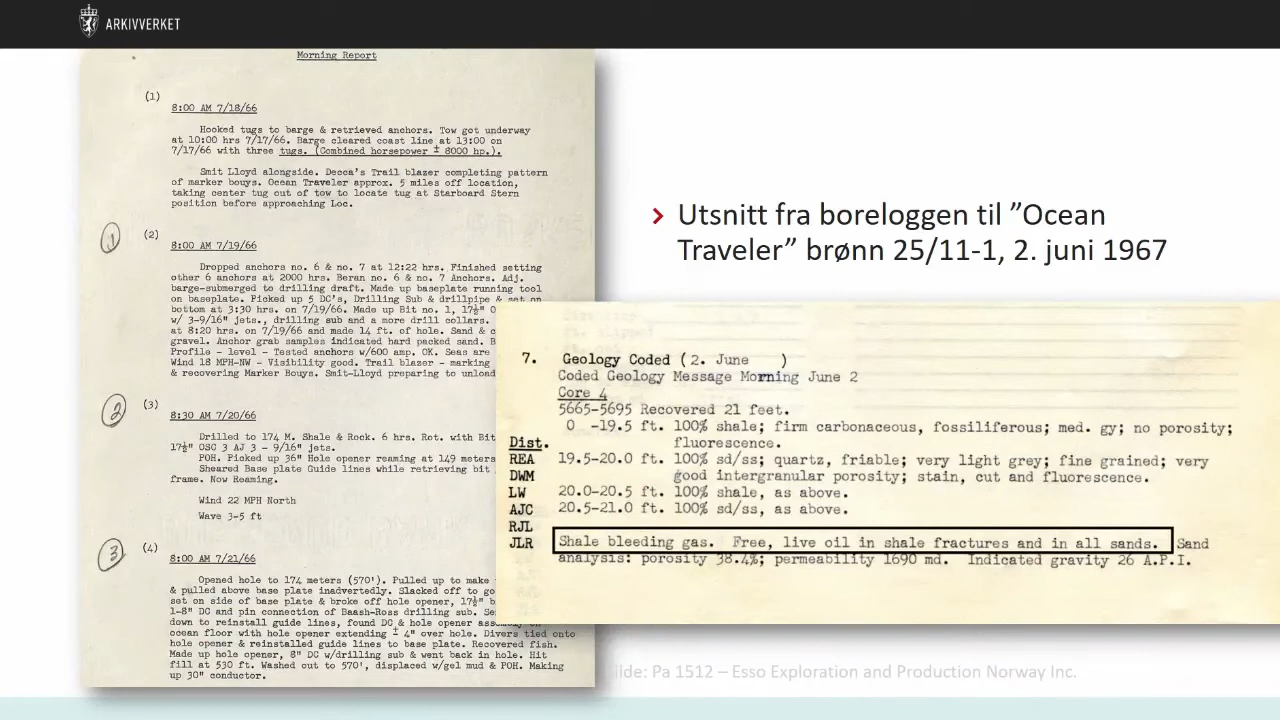 ARKIVVERKET
Morning Report
(1)
8:00 AM 7/18/66
Hooked tugs to barge & retrieved anchors. Tow got underway
at 10:00 hrs 7/17/66. Barge cleared coast line at 13:00 on
7/17/66 with three tugs. (Combined horsepower ± 8000 hp.).
Smit Lloyd alongside. Decca's Trail blazer completing pattern
of marker bouys. Ocean Traveler approx. 5 miles off location,
taking center tug out of tow to locate tug at Starboard Stern
position before approaching Loc.
1
(2)
8:00 AM 7/19/66
Dropped anchors no. 6 & no. 7 at 12:22 hrs. Finished setting
other 6 anchors at 2000 hrs. Beran no. 6 & no. 7 Anchors. Adj.
barge-submerged to drilling draft. Made up baseplate running tool
on baseplate. Picked up 5 DC's, Drilling Sub & drillpipe & set on
bottom at 3:30 hrs. on 7/19/66. Made up Bit no. 1, 17½" O
w/ 3-9/16" jets., drilling sub and a more drill collars.
at 8:20 hrs. on 7/19/66 and made 14 ft. of hole. Sand & c
gravel. Anchor grab samples indicated hard packed sand. B
Profile - level - Tested anchors w/600 amp. OK. Seas are
Wind 18 MPH-NW - Visibility good. Trail blazer - marking
& recovering Marker Bouys. Smit-Lloyd preparing to unload
2
(3)
8:30 AM 7/20/66
Drilled to 174 M. Shale & Rock. 6 hrs. Rot. with Bit
17½" OSC 3 AJ 3 - 9/16" jets.
POH. Picked up 36" Hole opener reaming at 149 meters
Sheared Base plate Guide lines while retrieving bit
frame. Now Reaming.
Wind 22 MPH North
Wave 3-5 ft
3
(4)
8:00 AM 7/21/66
Opened hole to 174 meters (570'). Pulled up to make
& pulled above base plate inadvertedly. Slacked off to go
set on side of base plate & broke off hole opener, 17½" b
1-8" DC and pin connection of Baash-Ross drilling sub. Se
down to reinstall guide lines, found DC & hole opener assembly on
ocean floor with hole opener extending ± 4" over hole. Divers tied onto
hole opener & reinstalled guide lines to base plate. Recovered fish.
Made up hole opener, 8" DC w/drilling sub & went back in hole. Hit
fill at 530 ft. Washed out to 570', displaced w/gel mud & POH. Making
up 30" conductor.
› Utsnitt fra boreloggen til ”Ocean
Traveler” brønn 25/11-1, 2. juni 1967
7. Geology Coded (2. June )
Coded Geology Message Morning June 2
Core 4
5665-5695 Recovered 21 feet.
0 -19.5 ft. 100% shale; firm carbonaceous, fossiliferous; med. gy; no porosity;
Dist. fluorescence.
REA 19.5-20.0 ft. 100% sd/ss; quartz, friable; very light grey; fine grained; very
DWM good intergranular porosity; stain, cut and fluorescence.
LW 20.0-20.5 ft. 100% shale, as above.
AJC 20.5-21.0 ft. 100% sd/ss, as above.
RJL
JLR Shale bleeding gas. Free, live oil in shale fractures and in all sands. Sand
analysis: porosity 38.4%; permeability 1690 md. Indicated gravity 26 A.P.I.
ilde: Pa 1512 – Esso Exploration and Production Norway Inc.